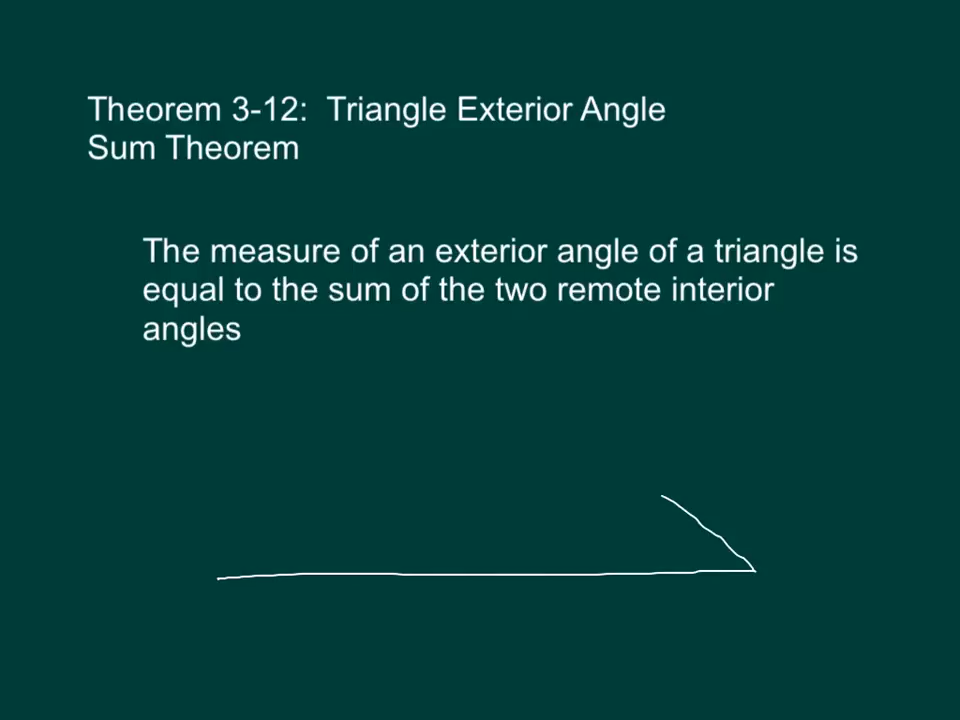 Theorem 3-12:  Triangle Exterior Angle
Sum Theorem
The measure of an exterior angle of a triangle is
equal to the sum of the two remote interior
angles